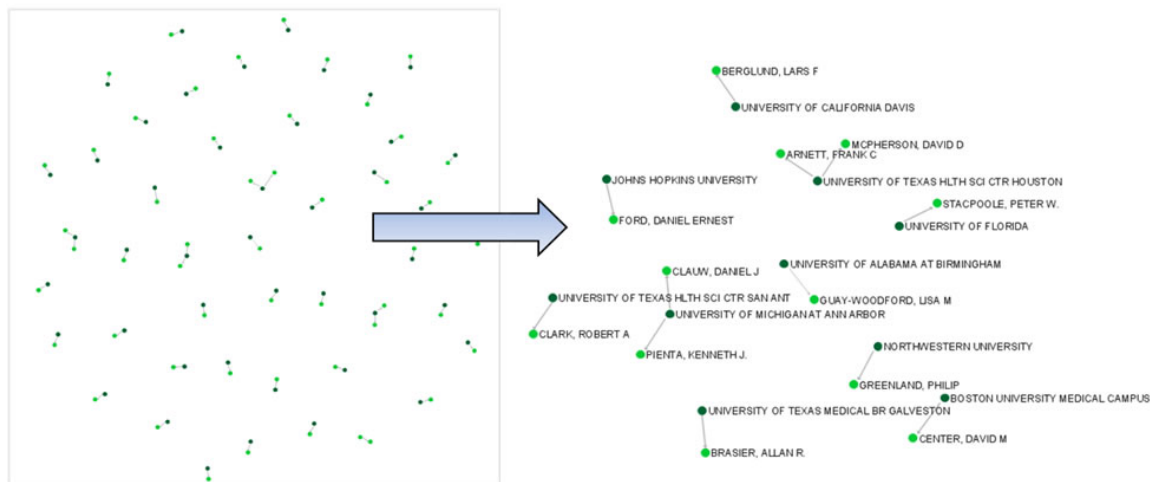 BERGLUND, LARS F
UNIVERSITY OF CALIFORNIA DAVIS
MCPHERSON, DAVID D
ARNETT, FRANK C
JOHNS HOPKINS UNIVERSITY
UNIVERSITY OF TEXAS HLTH SCI CTR HOUSTON
STACPOOLE, PETER W.
FORD, DANIEL ERNEST
UNIVERSITY OF FLORIDA
UNIVERSITY OF ALABAMA AT BIRMINGHAM
CLAUW, DANIEL J
UNIVERSITY OF TEXAS HLTH SCI CTR SAN ANT
GUAY-WOODFORD, LISA M
UNIVERSITY OF MICHIGAN AT ANN ARBOR
CLARK, ROBERT A
NORTHWESTERN UNIVERSITY
PIENTA, KENNETH J.
GREENLAND, PHILIP
BOSTON UNIVERSITY MEDICAL CAMPUS
UNIVERSITY OF TEXAS MEDICAL BR GALVESTON
CENTER, DAVID M
BRASIER, ALLAN R.